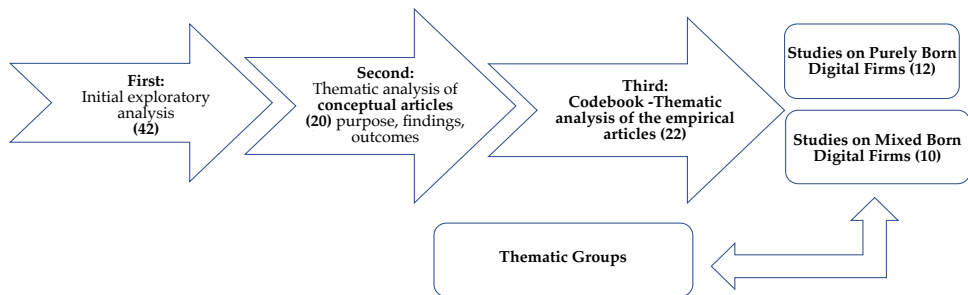 First:
Initial exploratory
analysis
(42)
Second:
Thematic analysis of
conceptual articles
(20) purpose, findings,
outcomes
Third:
Codebook -Thematic
analysis of the empirical
articles (22)
Studies on Purely Born
Digital Firms (12)
Studies on Mixed Born
Digital Firms (10)
Thematic Groups